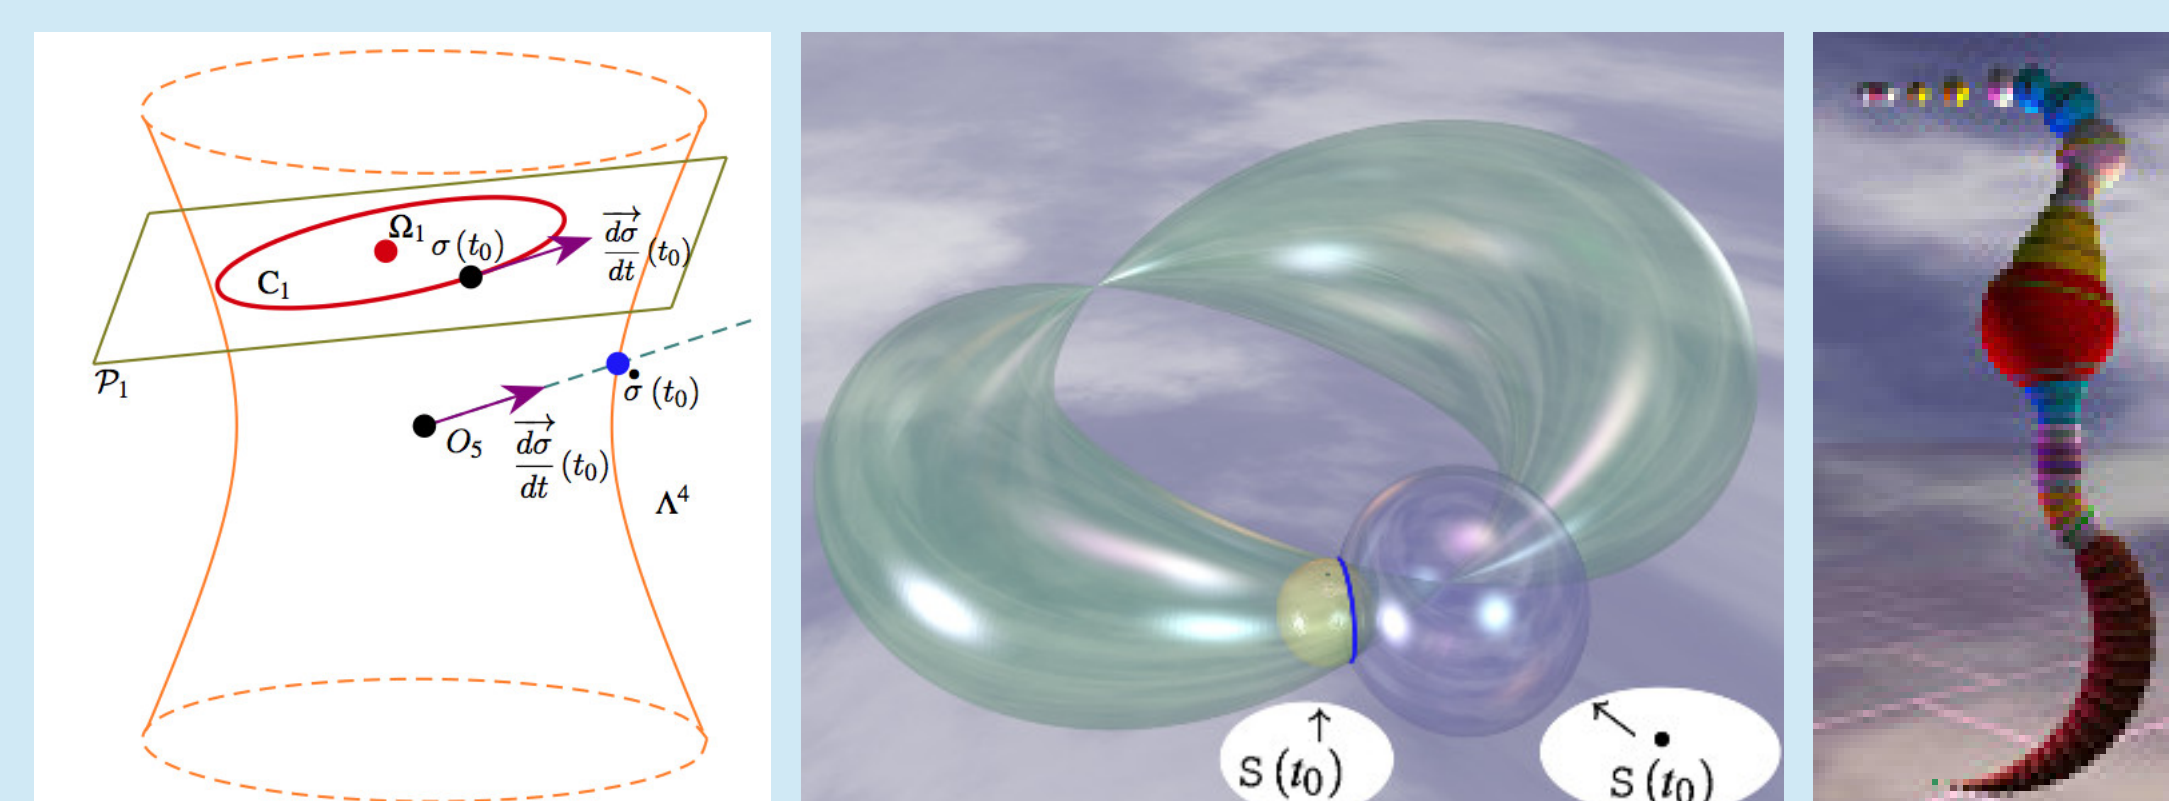 Ω₁
σ (t₀)
C₁
dσ⃗/dt (t₀)
𝒫₁
σ̇ (t₀)
O₅
dσ⃗/dt (t₀)
Λ⁴
S (t₀)
Ṡ (t₀)